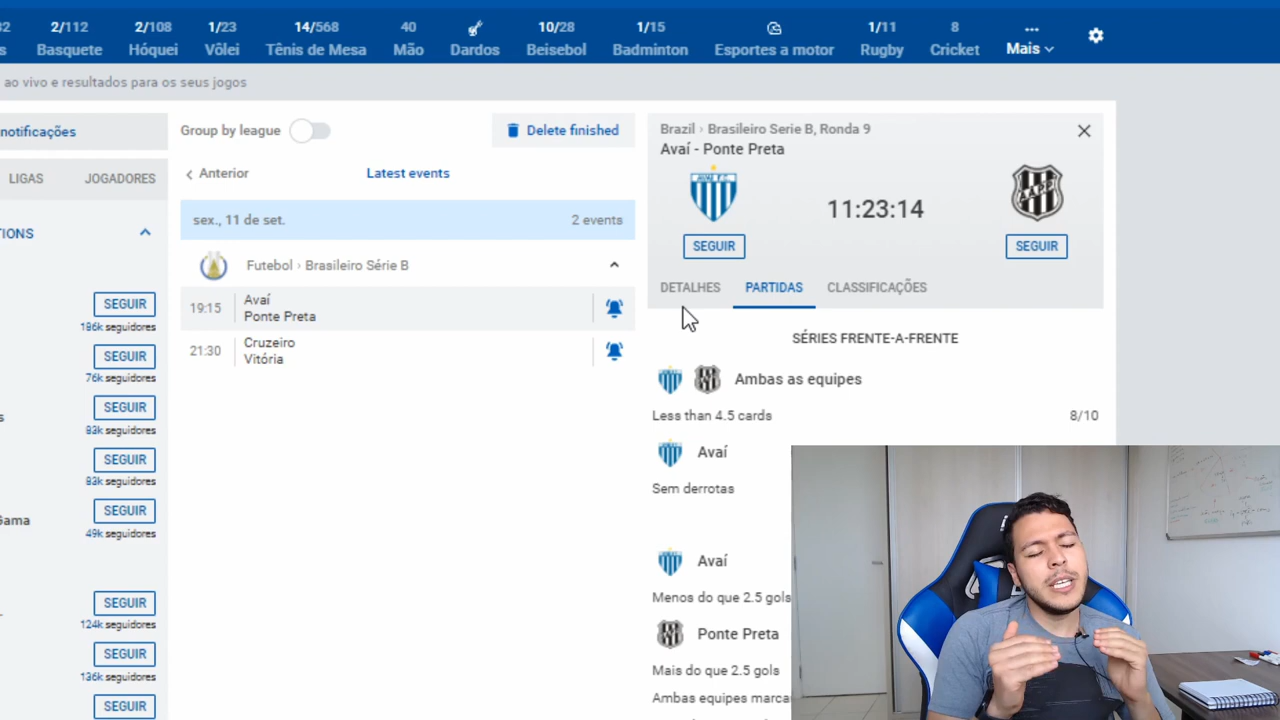 32 2/112 2/108 1/23 14/568 40 10/28 1/15 1/11 8 ...
s Basquete Hóquei Vôlei Tênis de Mesa Mão Dardos Beisebol Badminton Esportes a motor Rugby Cricket Mais
ao vivo e resultados para os seus jogos
notificações
LIGAS JOGADORES
TIONS
SEGUIR
186k seguidores
SEGUIR
76k seguidores
s
SEGUIR
83k seguidores
SEGUIR
83k seguidores
Gama
SEGUIR
49k seguidores
SEGUIR
124k seguidores
SEGUIR
136k seguidores
SEGUIR
Group by league Delete finished
Anterior Latest events
sex., 11 de set. 2 events
Futebol › Brasileiro Série B
19:15 Avaí
Ponte Preta
21:30 Cruzeiro
Vitória
Brazil › Brasileiro Serie B, Ronda 9
Avaí - Ponte Preta
11:23:14
SEGUIR SEGUIR
DETALHES PARTIDAS CLASSIFICAÇÕES
SÉRIES FRENTE-A-FRENTE
Ambas as equipes
Less than 4.5 cards 8/10
Avaí
Sem derrotas
Avaí
Menos do que 2.5 gols
Ponte Preta
Mais do que 2.5 gols
Ambas equipes marca